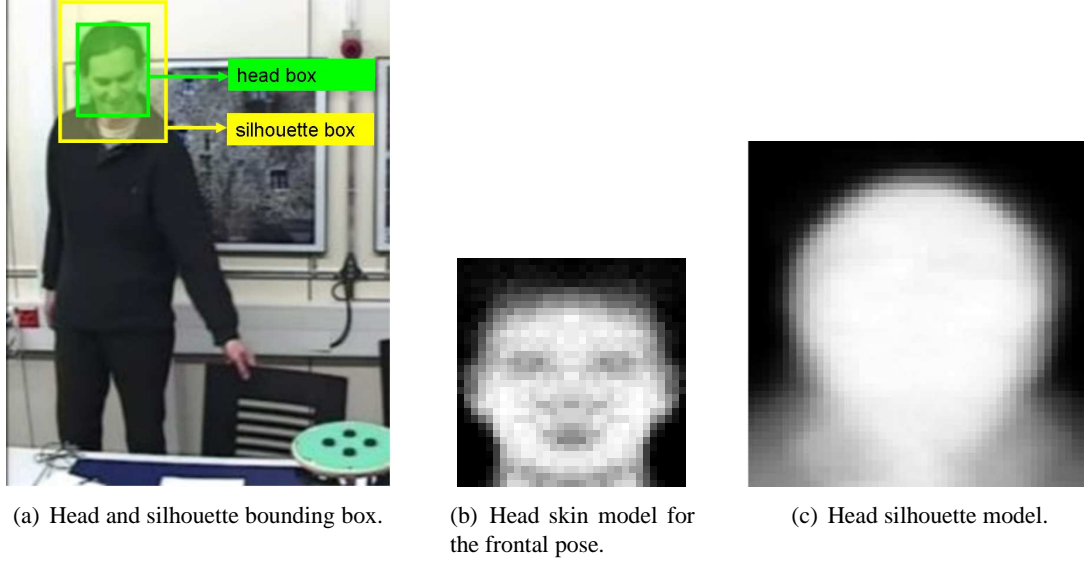 head box
silhouette box
(a) Head and silhouette bounding box.
(b) Head skin model for
the frontal pose.
(c) Head silhouette model.